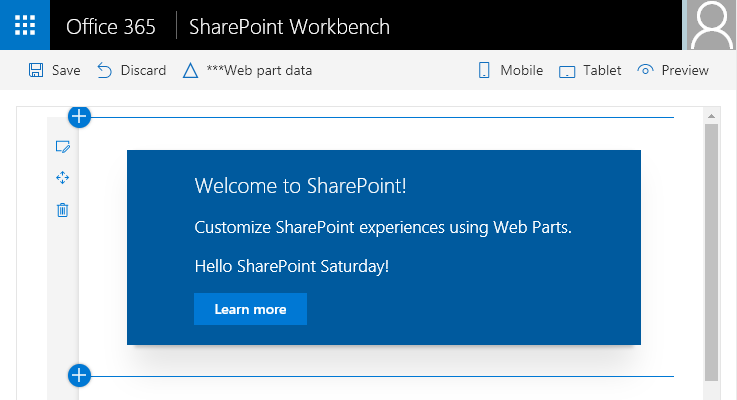 Office 365 SharePoint Workbench
Save Discard ***Web part data Mobile Tablet Preview
Welcome to SharePoint!
Customize SharePoint experiences using Web Parts.
Hello SharePoint Saturday!
Learn more